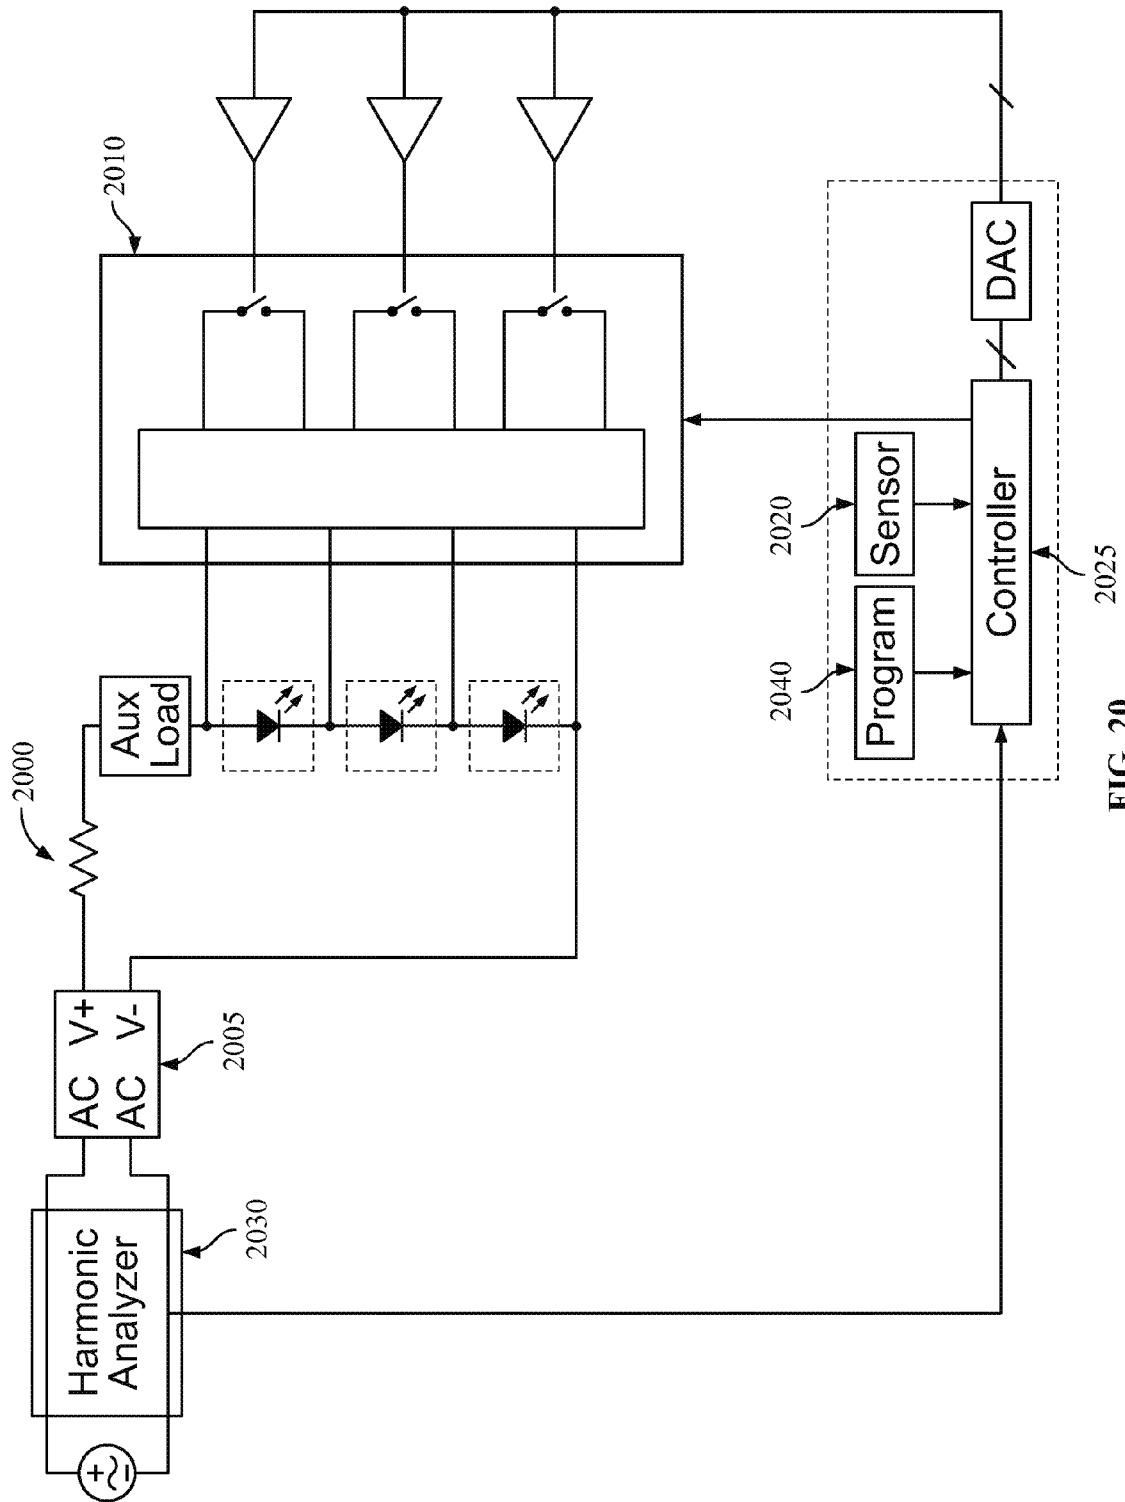 2000
Harmonic
Analyzer
2030
AC V+
AC V-
2005
Aux
Load
2010
2040
Program
2020
Sensor
Controller
2025
DAC
FIG. 20